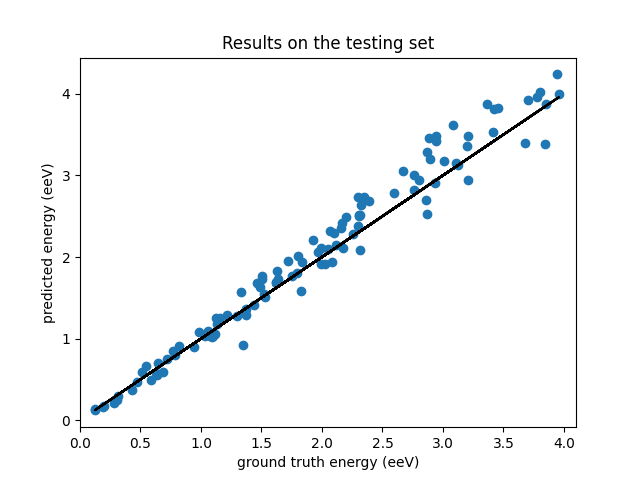 Results on the testing set
predicted energy (eeV)
4
3
2
1
0
0.0 0.5 1.0 1.5 2.0 2.5 3.0 3.5 4.0
ground truth energy (eeV)